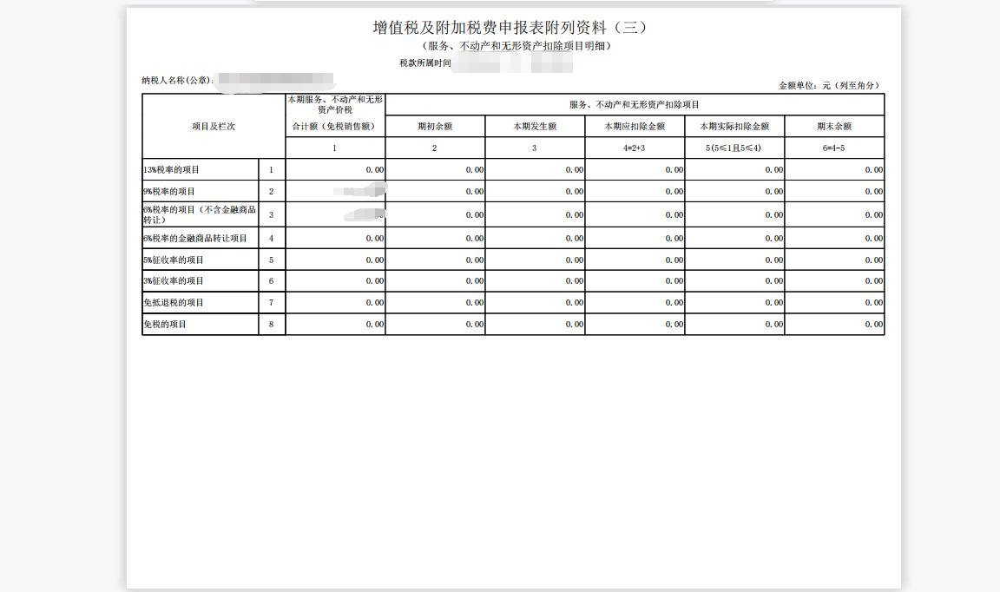 增值税及附加税费申报表附列资料（三）
（服务、不动产和无形资产扣除项目明细）
税款所属时间
纳税人名称(公章):
金额单位：元（列至角分）
项目及栏次
本期服务、不动产和无形
资产价税
合计额（免税销售额）
服务、不动产和无形资产扣除项目
期初余额 本期发生额 本期应扣除金额 本期实际扣除金额 期末余额
1 2 3 4=2+3 5(5≤1且5≤4) 6=4-5
13%税率的项目 1 0.00 0.00 0.00 0.00 0.00 0.00
9%税率的项目 2 0.00 0.00 0.00 0.00 0.00
6%税率的项目（不含金融商品
转让） 3 0.00 0.00 0.00 0.00 0.00
6%税率的金融商品转让项目 4 0.00 0.00 0.00 0.00 0.00 0.00
5%征收率的项目 5 0.00 0.00 0.00 0.00 0.00 0.00
3%征收率的项目 6 0.00 0.00 0.00 0.00 0.00 0.00
免抵退税的项目 7 0.00 0.00 0.00 0.00 0.00 0.00
免税的项目 8 0.00 0.00 0.00 0.00 0.00 0.00